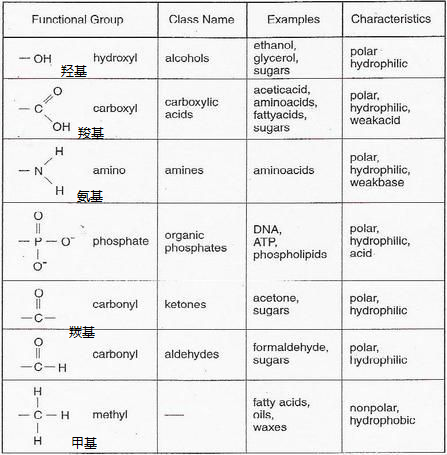 Functional Group Class Name Examples Characteristics
— OH hydroxyl alcohols ethanol, glycerol, sugars polar hydrophilic
羟基
O
— C carboxyl carboxylic acids aceticacid, aminoacids, fattyacids, sugars polar, hydrophilic, weakacid
OH 羧基
H
— N amino amines aminoacids polar, hydrophilic, weakbase
H
氨基
O
— P — O⁻ phosphate organic phosphates DNA, ATP, phospholipids polar, hydrophilic, acid
O⁻
O
— C — carbonyl ketones acetone, sugars polar, hydrophilic
羰基
O
— C — H carbonyl aldehydes formaldehyde, sugars polar, hydrophilic
H
— C — H methyl — fatty acids, oils, waxes nonpolar, hydrophobic
H 甲基